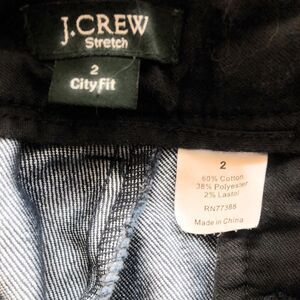 J.CREW
Stretch
2
City Fit
2
60% Cotton
38% Polyester
2% Lastol
RN77388
Made in China